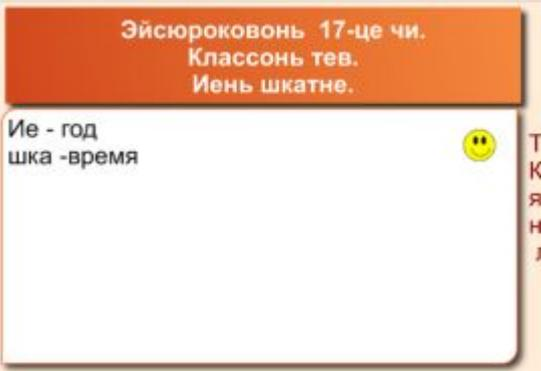 Эйсюроковонь 17-це чи.
Классонь тев.
Иень шкатне.
Ие - год
шка -время